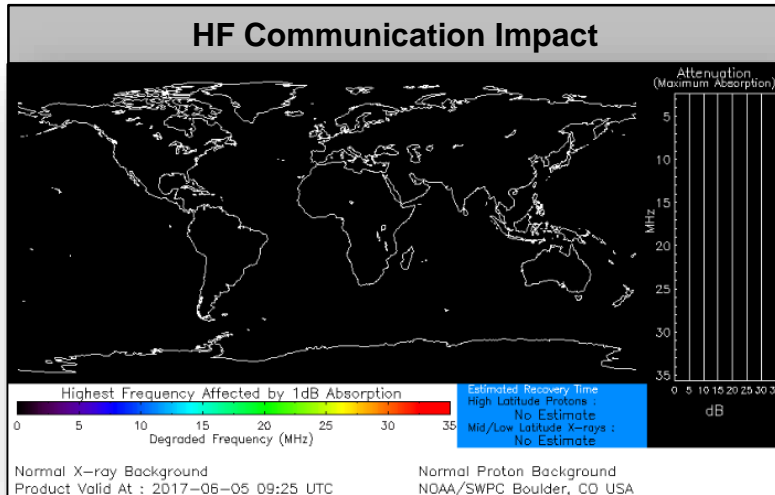 HF Communication Impact
Attenuation
(Maximum Absorption)
5
10
15
20
25
30
35
MHz
0 5 10 15 20 25 30
dB
Highest Frequency Affected by 1dB Absorption
0 5 10 15 20 25 30 35
Degraded Frequency (MHz)
Estimated Recovery Time
High Latitude Protons :
No Estimate
Mid/Low Latitude X-rays :
No Estimate
Normal X-ray Background
Product Valid At : 2017-06-05 09:25 UTC
Normal Proton Background
NOAA/SWPC Boulder, CO USA